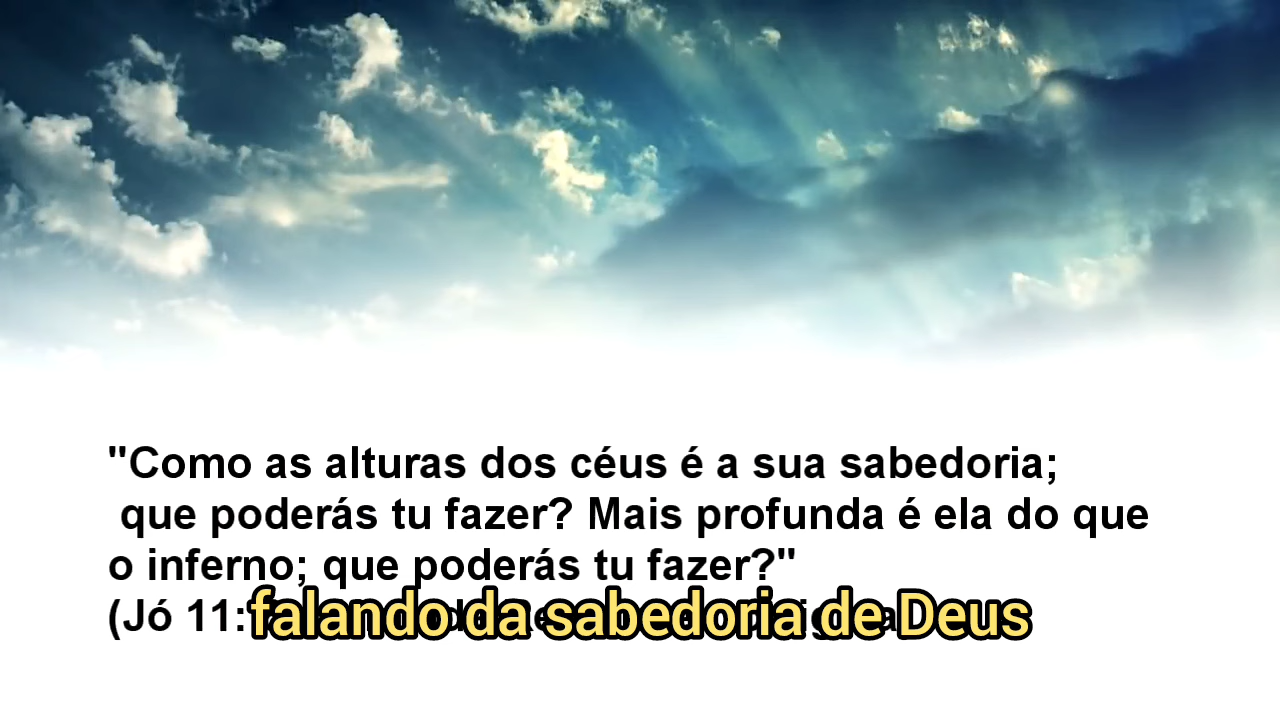 "Como as alturas dos céus é a sua sabedoria;
que poderás tu fazer? Mais profunda é ela do que
o inferno; que poderás tu fazer?"
(Jó 11:
falando da sabedoria de Deus